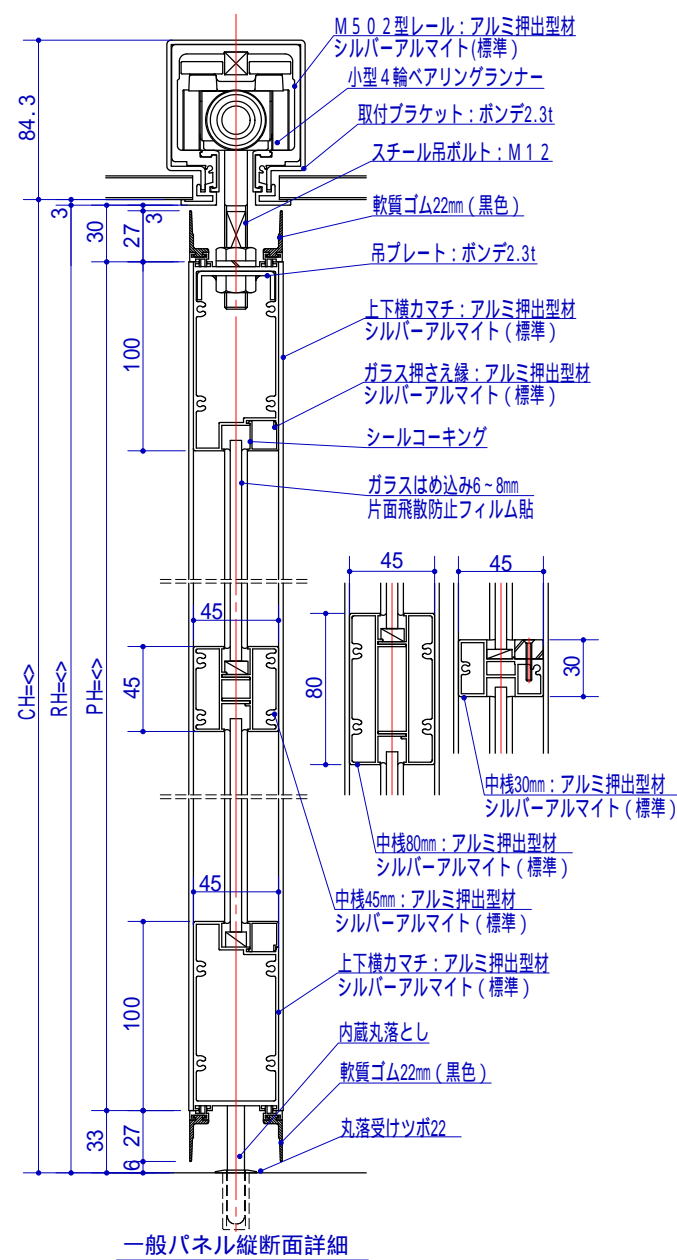 M502型レール：アルミ押出型材
シルバーアルマイト(標準)
小型4輪ベアリングランナー
取付ブラケット：ボンデ2.3t
スチール吊ボルト：M12
軟質ゴム22㎜(黒色)
吊プレート：ボンデ2.3t
上下横カマチ：アルミ押出型材
シルバーアルマイト(標準)
ガラス押さえ縁：アルミ押出型材
シルバーアルマイト(標準)
シールコーキング
ガラスはめ込み6~8㎜
片面飛散防止フィルム貼
84.3
3
30
27
3
100
45
45
45
45
80
30
CH=<>
RH=<>
PH=<>
中桟30㎜：アルミ押出型材
シルバーアルマイト(標準)
中桟80㎜：アルミ押出型材
シルバーアルマイト(標準)
45
中桟45㎜：アルミ押出型材
シルバーアルマイト(標準)
上下横カマチ：アルミ押出型材
シルバーアルマイト(標準)
100
内蔵丸落とし
軟質ゴム22㎜(黒色)
丸落受けツボ22
33
27
6
一般パネル縦断面詳細